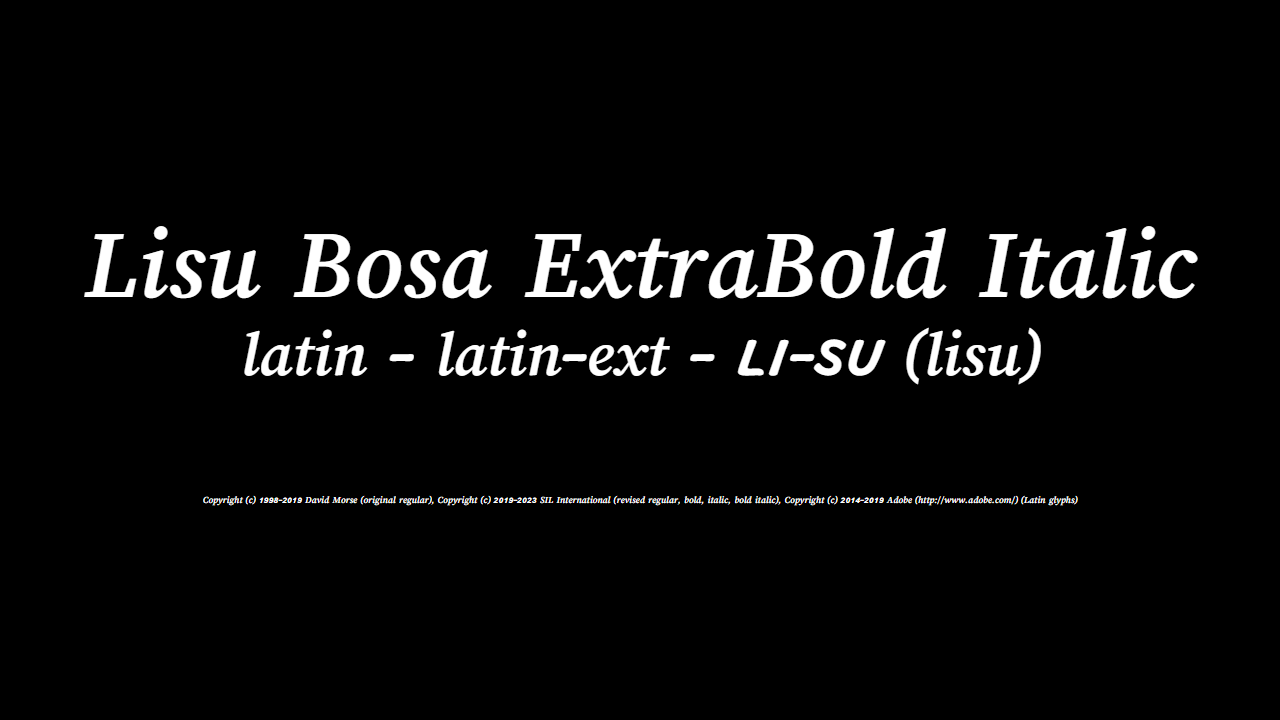 Lisu Bosa ExtraBold Italic
latin - latin-ext - ꓡꓲ-ꓢꓴ (lisu)
Copyright (c) 1998-2019 David Morse (original regular), Copyright (c) 2019-2023 SIL International (revised regular, bold, italic, bold italic), Copyright (c) 2014-2019 Adobe (http://www.adobe.com/) (Latin glyphs)